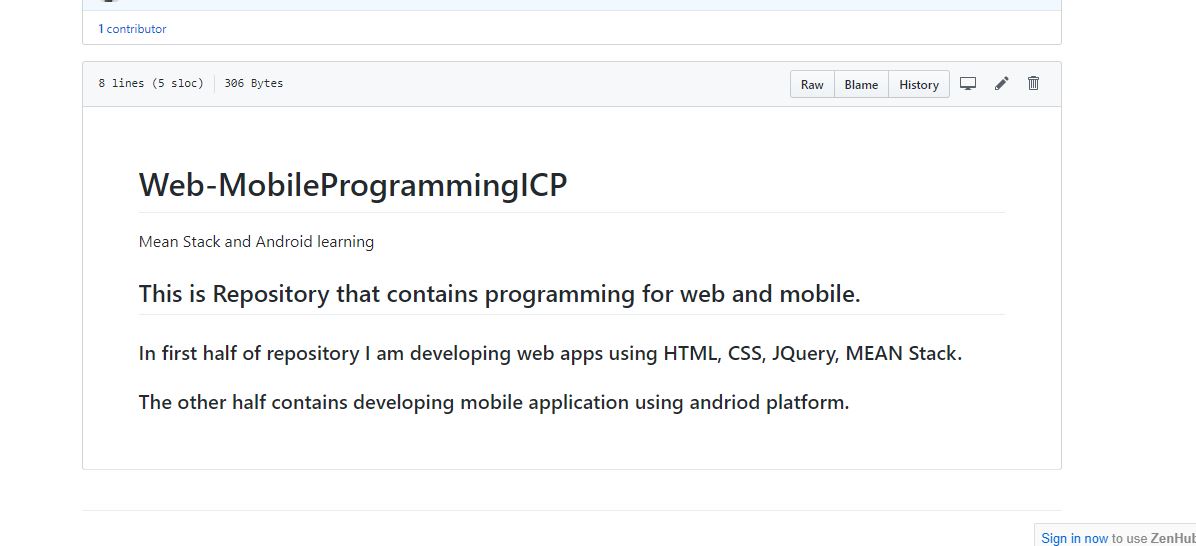 1 contributor
8 lines (5 sloc) 306 Bytes Raw Blame History
Web-MobileProgrammingICP
Mean Stack and Android learning
This is Repository that contains programming for web and mobile.
In first half of repository I am developing web apps using HTML, CSS, JQuery, MEAN Stack.
The other half contains developing mobile application using andriod platform.
Sign in now to use ZenHub